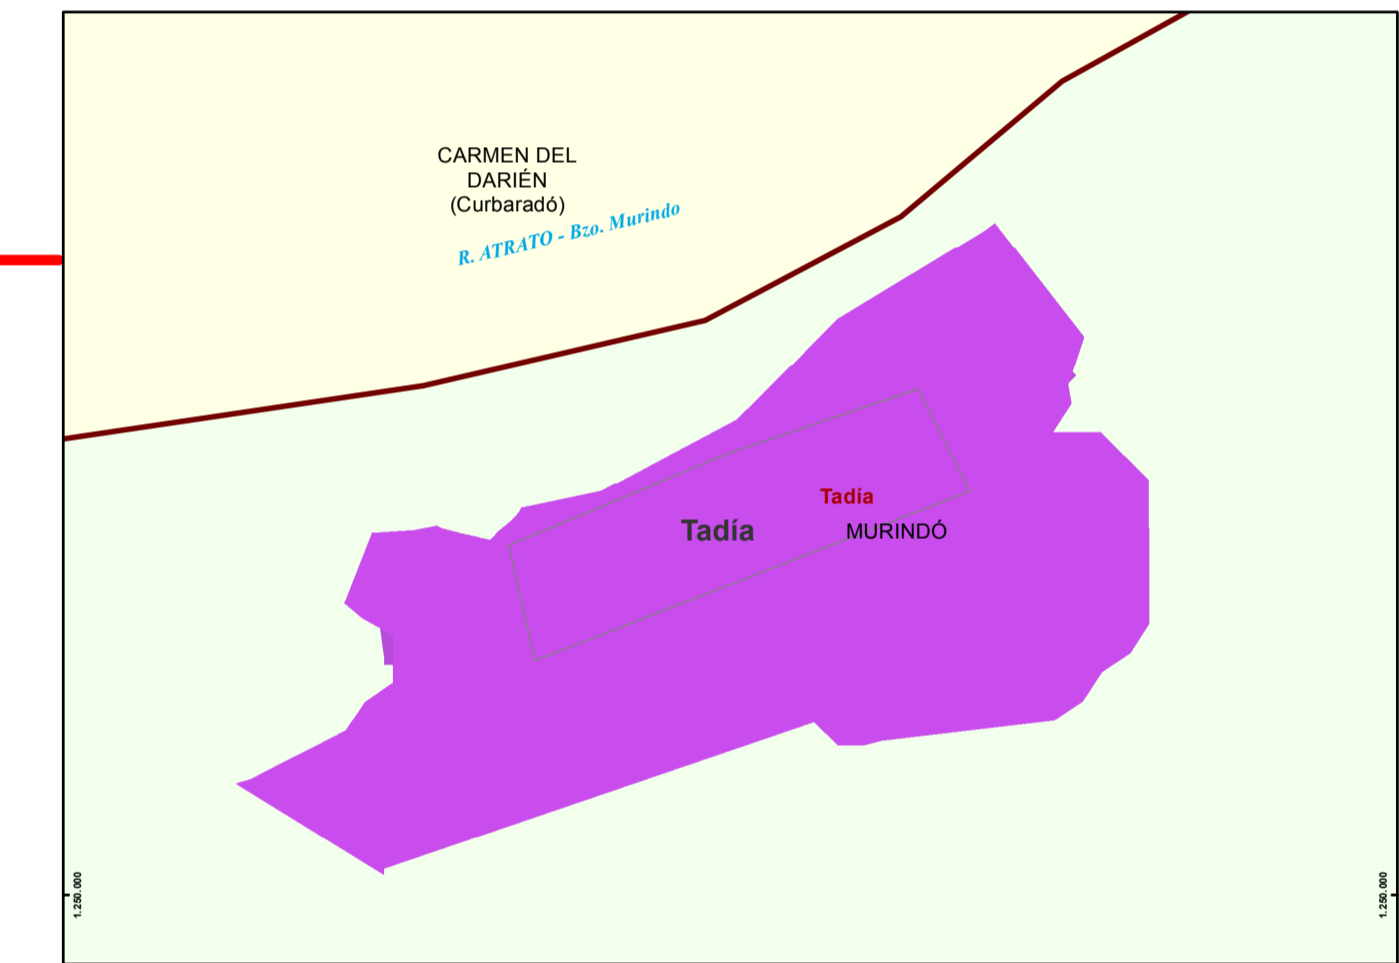 CARMEN DEL
DARIÉN
(Curbaradó)
R. ATRATO - Bzo. Murindo
Tadía
Tadía
MURINDÓ
1.250.000
1.250.000